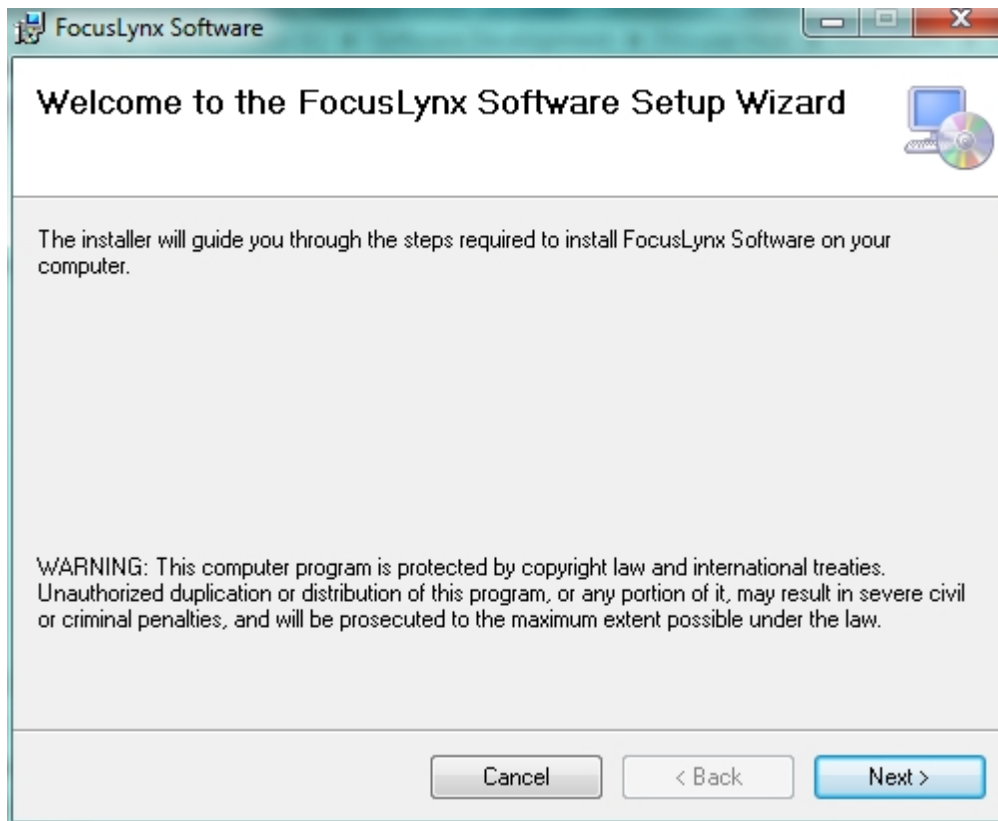 FocusLynx Software
Welcome to the FocusLynx Software Setup Wizard
The installer will guide you through the steps required to install FocusLynx Software on your
computer.
WARNING: This computer program is protected by copyright law and international treaties.
Unauthorized duplication or distribution of this program, or any portion of it, may result in severe civil
or criminal penalties, and will be prosecuted to the maximum extent possible under the law.
Cancel
< Back
Next >